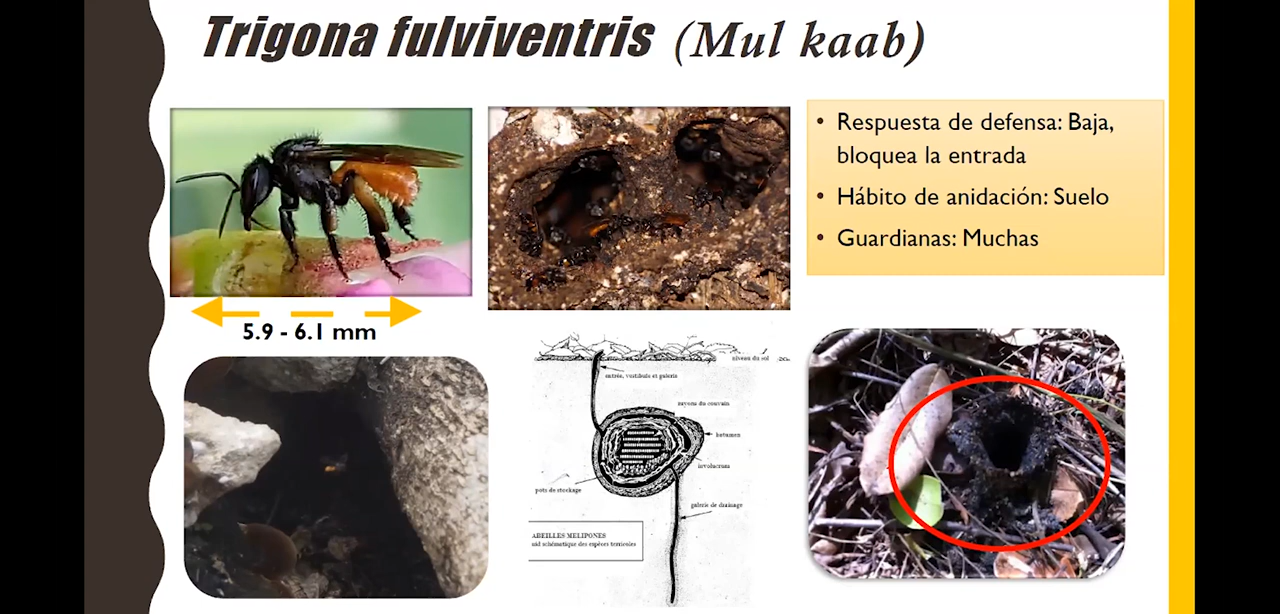 Trigona fulviventris (Mul kaab)
• Respuesta de defensa: Baja,
bloquea la entrada
• Hábito de anidación: Suelo
• Guardianas: Muchas
5.9 - 6.1 mm
niveau du sol
entrée, vestibule et galerie
rayons du couvain
batumen
involucrum
pots de stockage
galerie de drainage
ABEILLES MELIPONES
nid schématique des espèces terricoles